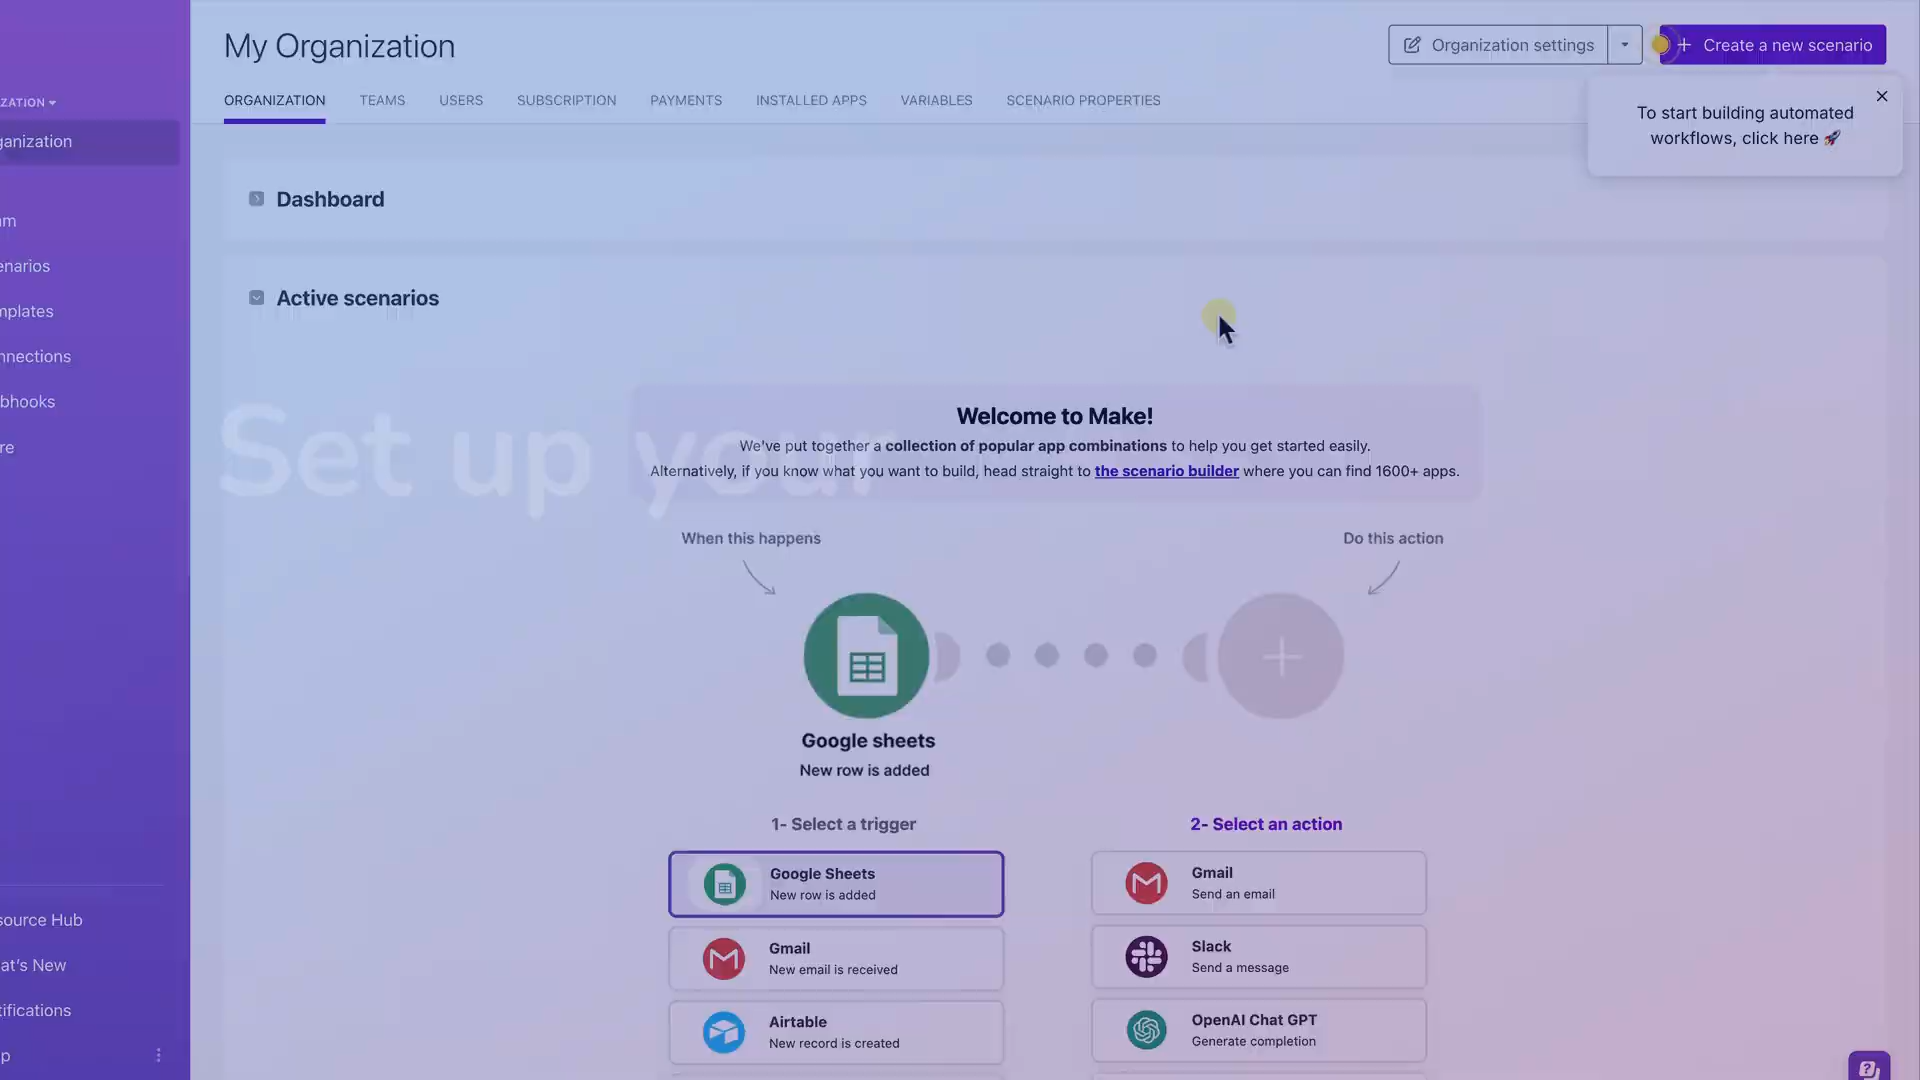 My Organization
Organization settings
Create a new scenario
ZATION
ORGANIZATION
TEAMS
USERS
SUBSCRIPTION
PAYMENTS
INSTALLED APPS
VARIABLES
SCENARIO PROPERTIES
To start building automated
workflows, click here 🚀
ganization
Dashboard
am
enarios
Active scenarios
mplates
nnections
bhooks
re
Set up your
Welcome to Make!
We've put together a collection of popular app combinations to help you get started easily.
Alternatively, if you know what you want to build, head straight to the scenario builder where you can find 1600+ apps.
When this happens
Do this action
Google sheets
New row is added
1- Select a trigger
2- Select an action
Google Sheets
New row is added
Gmail
Send an email
Gmail
New email is received
Slack
Send a message
Airtable
New record is created
OpenAI Chat GPT
Generate completion
source Hub
at's New
tifications
p